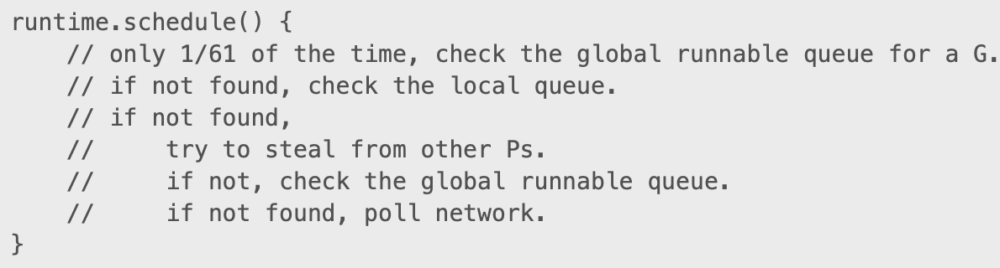 runtime.schedule() {
    // only 1/61 of the time, check the global runnable queue for a G.
    // if not found, check the local queue.
    // if not found,
    //     try to steal from other Ps.
    //     if not, check the global runnable queue.
    //     if not found, poll network.
}